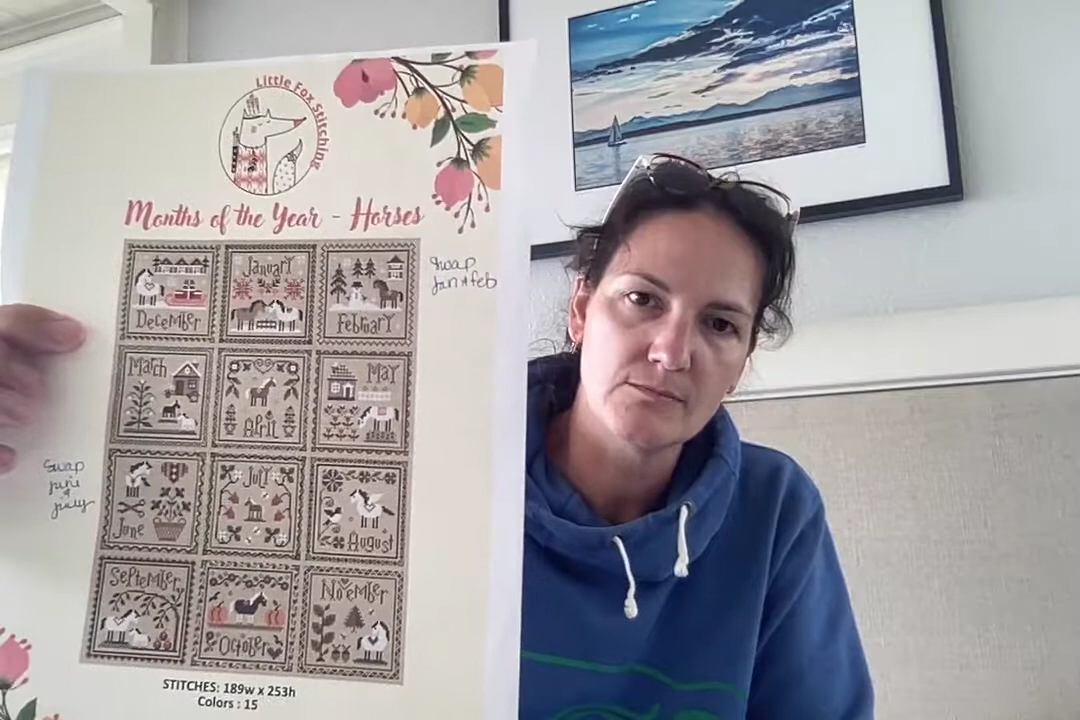 Little Fox Stitching
Months of the Year - Horses
Swap
Jan & Feb
December
January
February
March
April
May
Swap
June
&
July
June
July
August
September
October
November
STITCHES: 189w x 253h
Colors : 15